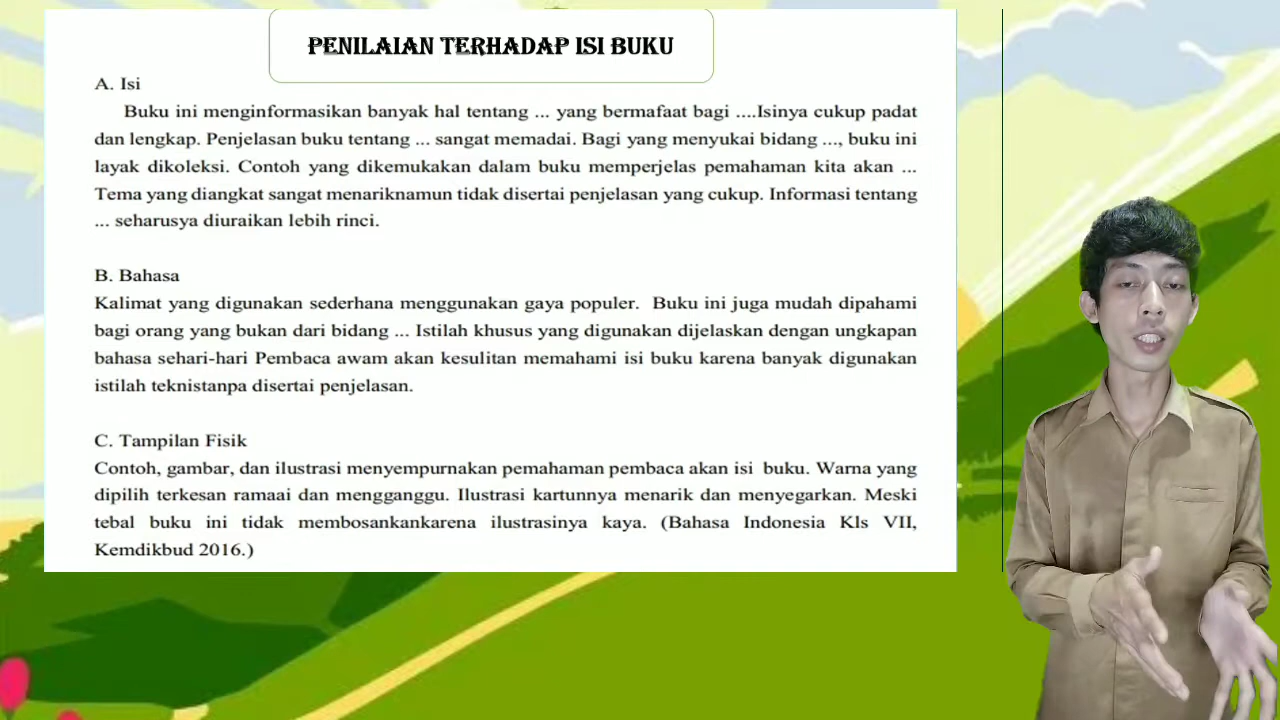 PENILAIAN TERHADAP ISI BUKU
A. Isi
Buku ini menginformasikan banyak hal tentang ... yang bermafaat bagi ....Isinya cukup padat
dan lengkap. Penjelasan buku tentang ... sangat memadai. Bagi yang menyukai bidang ..., buku ini
layak dikoleksi. Contoh yang dikemukakan dalam buku memperjelas pemahaman kita akan ...
Tema yang diangkat sangat menariknamun tidak disertai penjelasan yang cukup. Informasi tentang
... seharusya diuraikan lebih rinci.
B. Bahasa
Kalimat yang digunakan sederhana menggunakan gaya populer. Buku ini juga mudah dipahami
bagi orang yang bukan dari bidang ... Istilah khusus yang digunakan dijelaskan dengan ungkapan
bahasa sehari-hari Pembaca awam akan kesulitan memahami isi buku karena banyak digunakan
istilah teknistanpa disertai penjelasan.
C. Tampilan Fisik
Contoh, gambar, dan ilustrasi menyempurnakan pemahaman pembaca akan isi buku. Warna yang
dipilih terkesan ramaai dan mengganggu. Ilustrasi kartunnya menarik dan menyegarkan. Meski
tebal buku ini tidak membosankankarena ilustrasinya kaya. (Bahasa Indonesia Kls VII,
Kemdikbud 2016.)